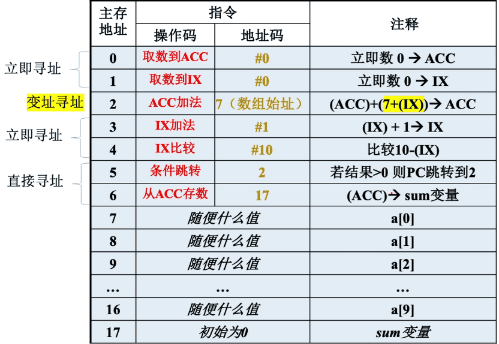 主存地址 指令 注释
操作码 地址码
立即寻址
0 取数到ACC #0 立即数 0 → ACC
1 取数到IX #0 立即数 0 → IX
变址寻址 2 ACC加法 7（数组始址） (ACC)+(7+(IX))→ ACC
立即寻址
3 IX加法 #1 (IX) + 1→ IX
4 IX比较 #10 比较10-(IX)
直接寻址
5 条件跳转 2 若结果>0 则PC跳转到2
6 从ACC存数 17 (ACC)→ sum变量
7 随便什么值 a[0]
8 随便什么值 a[1]
9 随便什么值 a[2]
... ... ...
16 随便什么值 a[9]
17 初始为0 sum变量